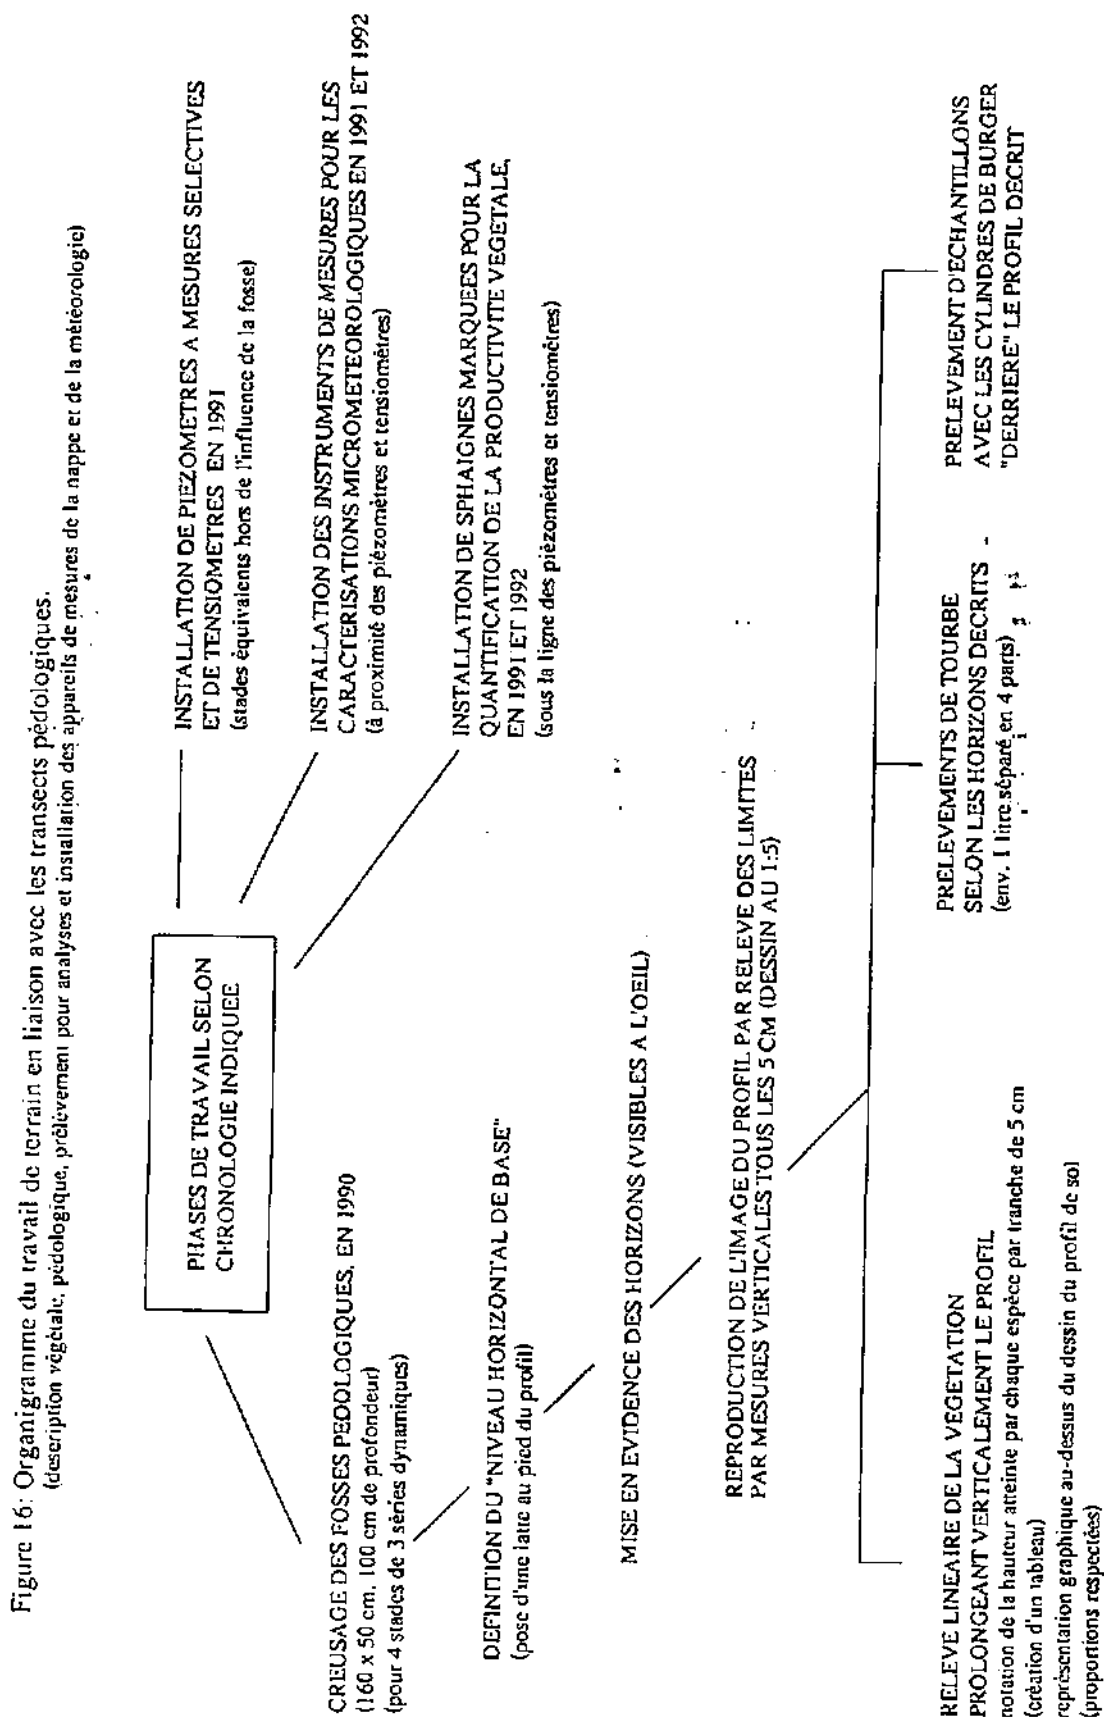 Figure 16: Organigramme du travail de terrain en liaison avec les transects pédologiques.
(description végétale, pédologique, prélèvement pour analyses et installation des appareils de mesures de la nappe et de la météorologie)
PHASES DE TRAVAIL SELON
CHRONOLOGIE INDIQUEE
INSTALLATION DE PIEZOMETRES A MESURES SELECTIVES
ET DE TENSIOMETRES EN 1991
(stades équivalents hors de l'influence de la fosse)
INSTALLATION DES INSTRUMENTS DE MESURES POUR LES
CARACTERISATIONS MICROMETEOROLOGIQUES EN 1991 ET 1992
(à proximité des piézomètres et tensiomètres)
INSTALLATION DE SPHAIGNES MARQUEES POUR LA
QUANTIFICATION DE LA PRODUCTIVITE VEGETALE,
EN 1991 ET 1992
(sous la ligne des piézomètres et tensiomètres)
CREUSAGE DES FOSSES PEDOLOGIQUES, EN 1990
(160 x 50 cm, 100 cm de profondeur)
(pour 4 stades de 3 séries dynamiques)
DEFINITION DU "NIVEAU HORIZONTAL DE BASE"
(pose d'une latte au pied du profil)
MISE EN EVIDENCE DES HORIZONS (VISIBLES A L'OEIL)
REPRODUCTION DE L'IMAGE DU PROFIL PAR RELEVE DES LIMITES
PAR MESURES VERTICALES TOUS LES 5 CM (DESSIN AU 1:5)
RELEVE LINEAIRE DE LA VEGETATION
PROLONGEANT VERTICALEMENT LE PROFIL
notation de la hauteur atteinte par chaque espèce par tranche de 5 cm
(création d'un tableau)
représentation graphique au-dessus du dessin du profil de sol
(proportions respectées)
PRELEVEMENTS DE TOURBE
SELON LES HORIZONS DECRITS
(env. 1 litre séparé en 4 parts)
PRELEVEMENT D'ECHANTILLONS
AVEC LES CYLINDRES DE BURGER
"DERRIERE" LE PROFIL DECRIT